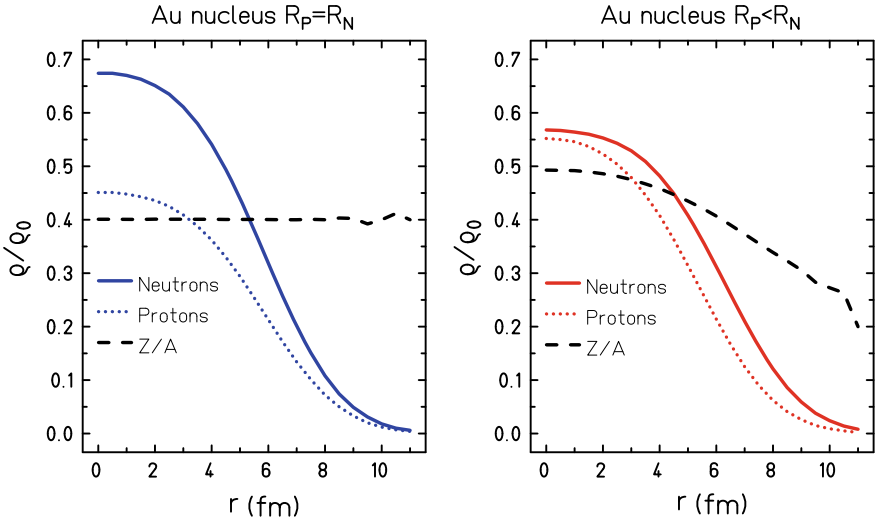 Au nucleus R_P=R_N
0.7
0.6
0.5
0.4
0.3
0.2
0.1
0.0
ϱ/ϱ_0
Neutrons
Protons
Z/A
0 2 4 6 8 10
r (fm)
Au nucleus R_P<R_N
0.7
0.6
0.5
0.4
0.3
0.2
0.1
0.0
ϱ/ϱ_0
Neutrons
Protons
Z/A
0 2 4 6 8 10
r (fm)